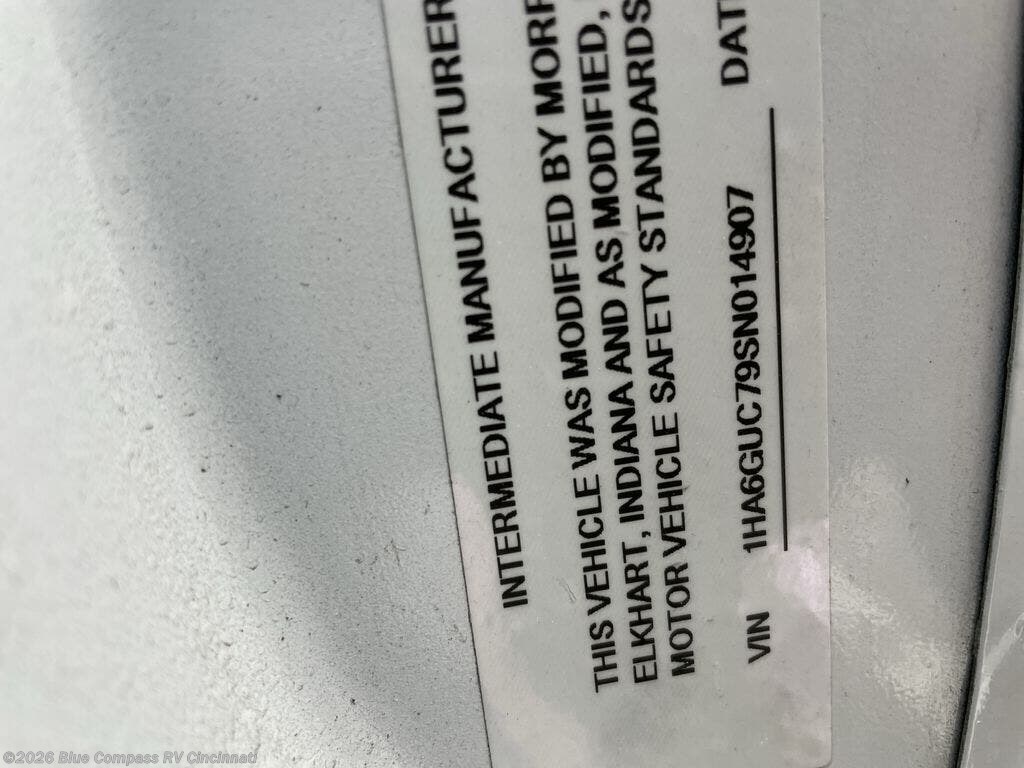 INTERMEDIATE MANUFACTURER
THIS VEHICLE WAS MODIFIED BY
ELKHART, INDIANA AND AS MODIFIED,
MOTOR VEHICLE SAFETY STANDARDS
VIN 1HA6GUC79SN014907
©2026 Blue Compass RV Cincinnati